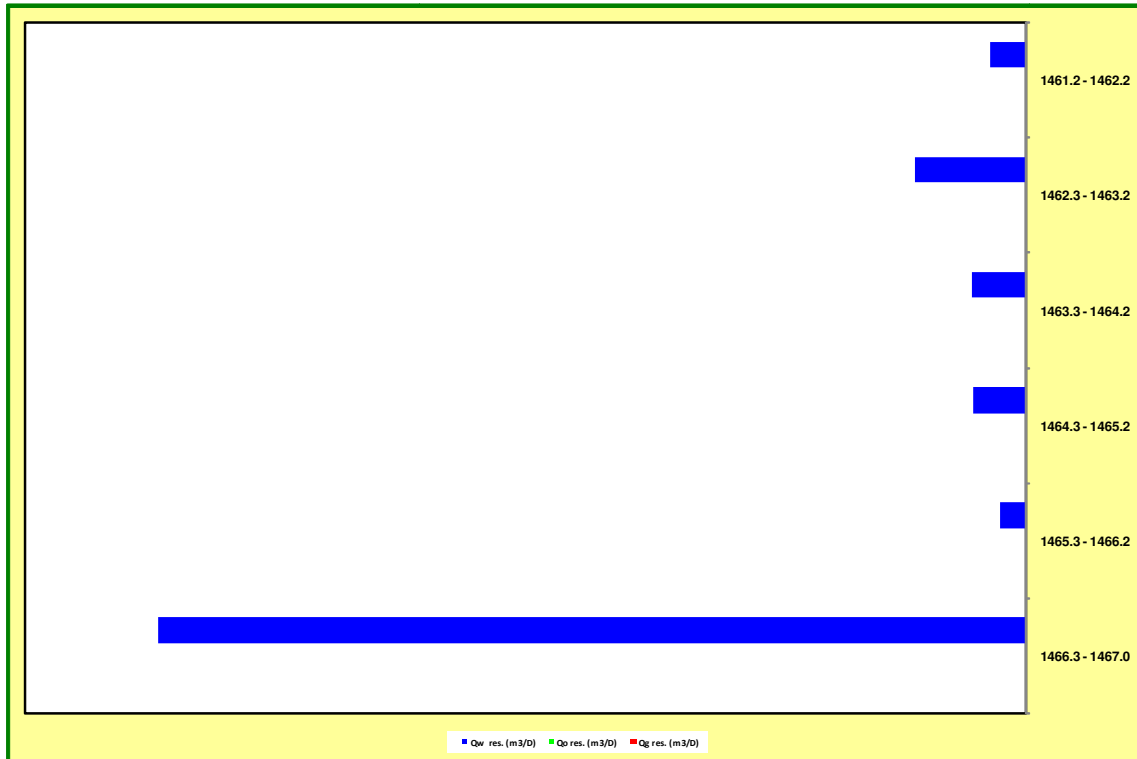 1461.2 - 1462.2
1462.3 - 1463.2
1463.3 - 1464.2
1464.3 - 1465.2
1465.3 - 1466.2
1466.3 - 1467.0
Qw res. (m3/D) Qo res. (m3/D) Qg res. (m3/D)